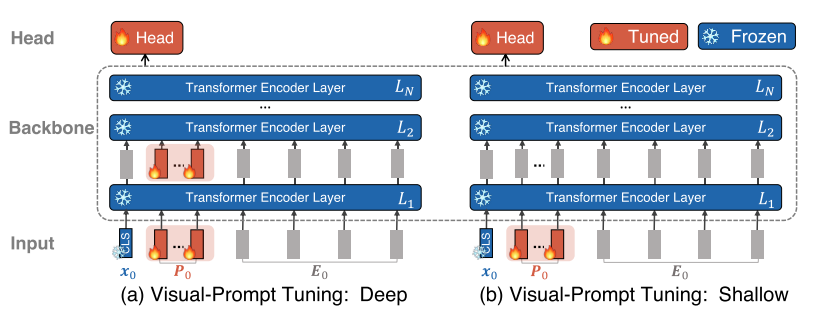 Head
Head
Head
Tuned
Frozen
Transformer Encoder Layer L_N
Transformer Encoder Layer L_N
...
...
Backbone
Transformer Encoder Layer L_2
Transformer Encoder Layer L_2
...
...
Transformer Encoder Layer L_1
Transformer Encoder Layer L_1
Input
CLS
...
CLS
...
x_0
P_0
E_0
x_0
P_0
E_0
(a) Visual-Prompt Tuning: Deep
(b) Visual-Prompt Tuning: Shallow